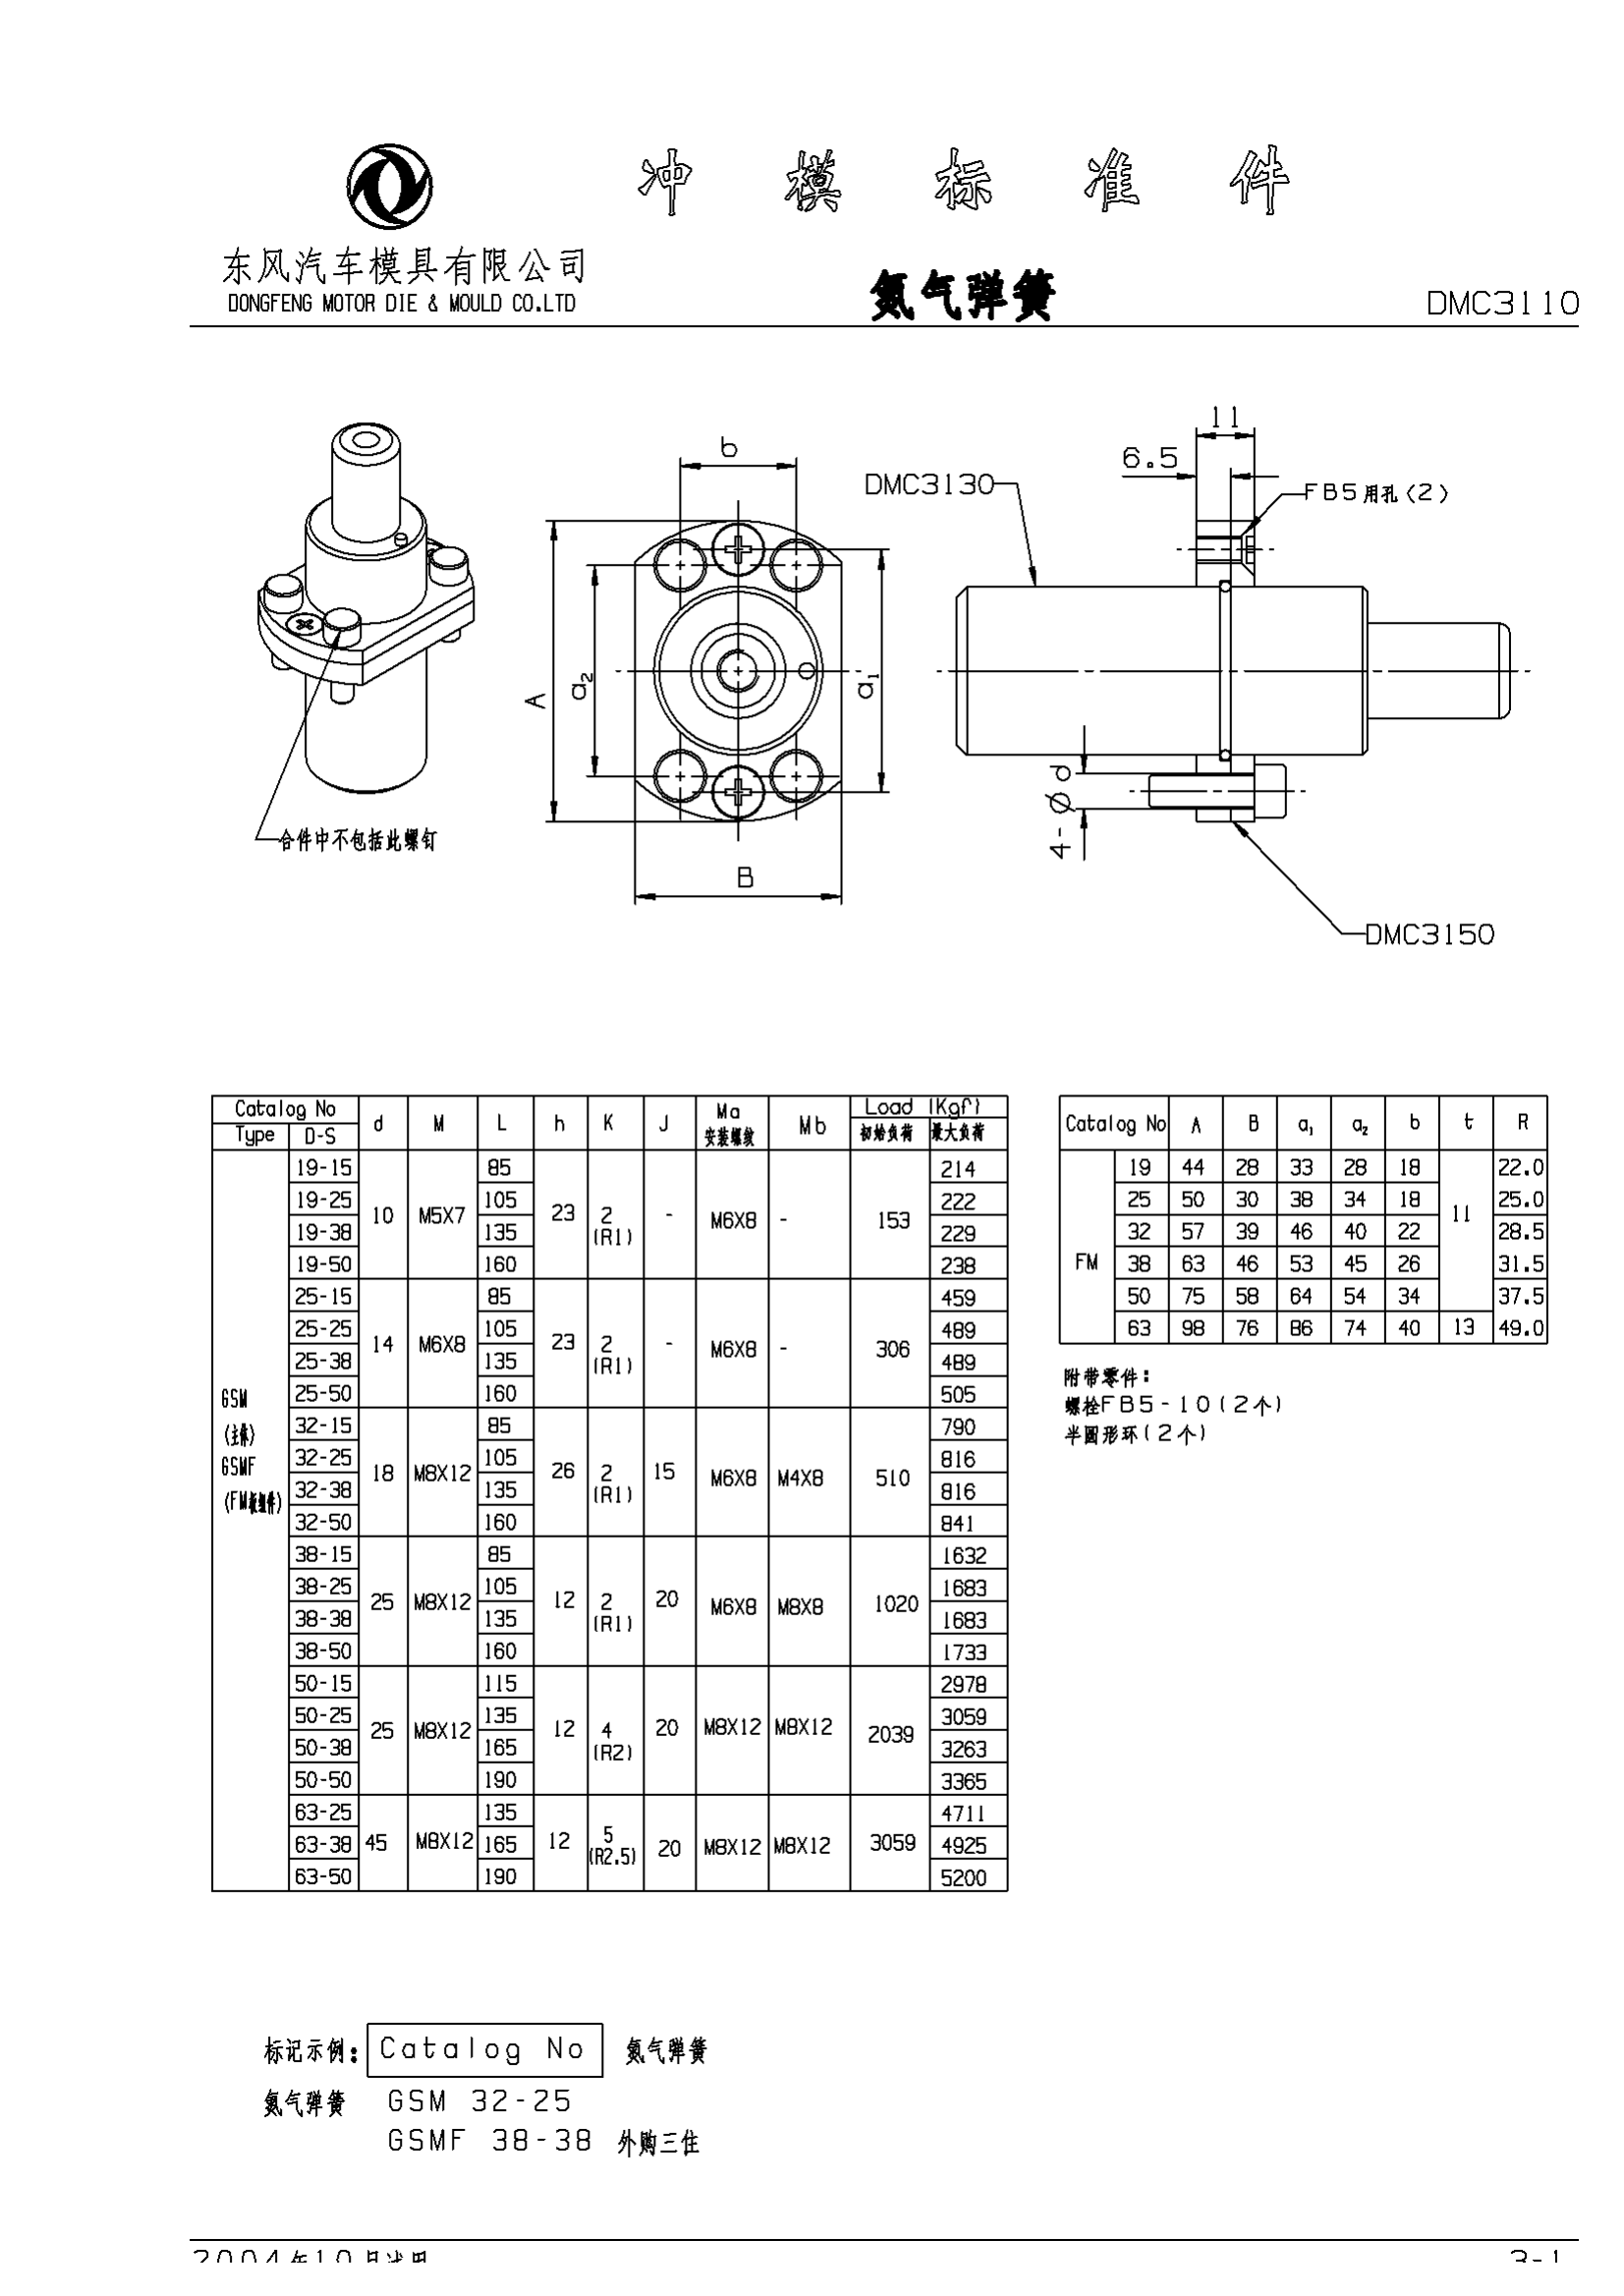 冲模标准件
东风汽车模具有限公司
DONGFENG MOTOR DIE & MOULD CO.LTD
氮气弹簧
DMC3110
11
6.5
b
DMC3130
FB5用孔(2)
A
a2
a1
4-Ød
B
合件中不包括此螺钉
DMC3150
Catalog No d M L h K J Ma 安装螺纹 Mb Load (Kgf)
Type D-S 初始负荷 最大负荷
GSM
(主体)
GSMF
(FM板组件)
19-15 10 M5X7 85 23 2 (R1) - M6X8 - 153 214
19-25 105 222
19-38 135 229
19-50 160 238
25-15 14 M6X8 85 23 2 (R1) - M6X8 - 306 459
25-25 105 489
25-38 135 489
25-50 160 505
32-15 18 M8X12 85 26 2 (R1) 15 M6X8 M4X8 510 790
32-25 105 816
32-38 135 816
32-50 160 841
38-15 25 M8X12 85 12 2 (R1) 20 M6X8 M8X8 1020 1632
38-25 105 1683
38-38 135 1683
38-50 160 1733
50-15 25 M8X12 115 12 4 (R2) 20 M8X12 M8X12 2039 2978
50-25 135 3059
50-38 165 3263
50-50 190 3365
63-25 45 M8X12 135 12 5 (R2.5) 20 M8X12 M8X12 3059 4711
63-38 165 4925
63-50 190 5200
Catalog No A B a1 a2 b t R
FM 19 44 28 33 28 18 11 22.0
25 50 30 38 34 18 25.0
32 57 39 46 40 22 28.5
38 63 46 53 45 26 31.5
50 75 58 64 54 34 37.5
63 98 76 86 74 40 13 49.0
附带零件:
螺栓FB5-10(2个)
半圆形环(2个)
标记示例: Catalog No 氮气弹簧
氮气弹簧 GSM 32-25
GSMF 38-38 外购三住
2004年10月
3-1